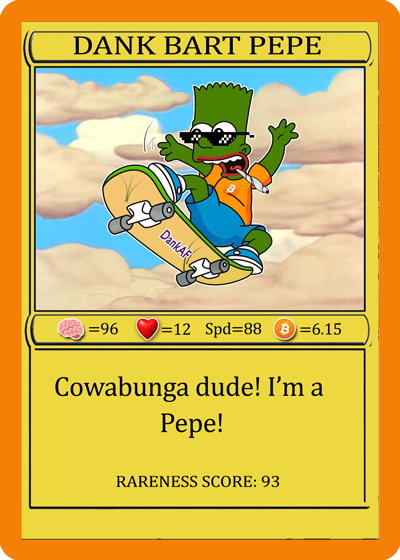 DANK BART PEPE
DankAF
=96 =12 Spd=88 =6.15
Cowabunga dude! I'm a
Pepe!
RARENESS SCORE: 93